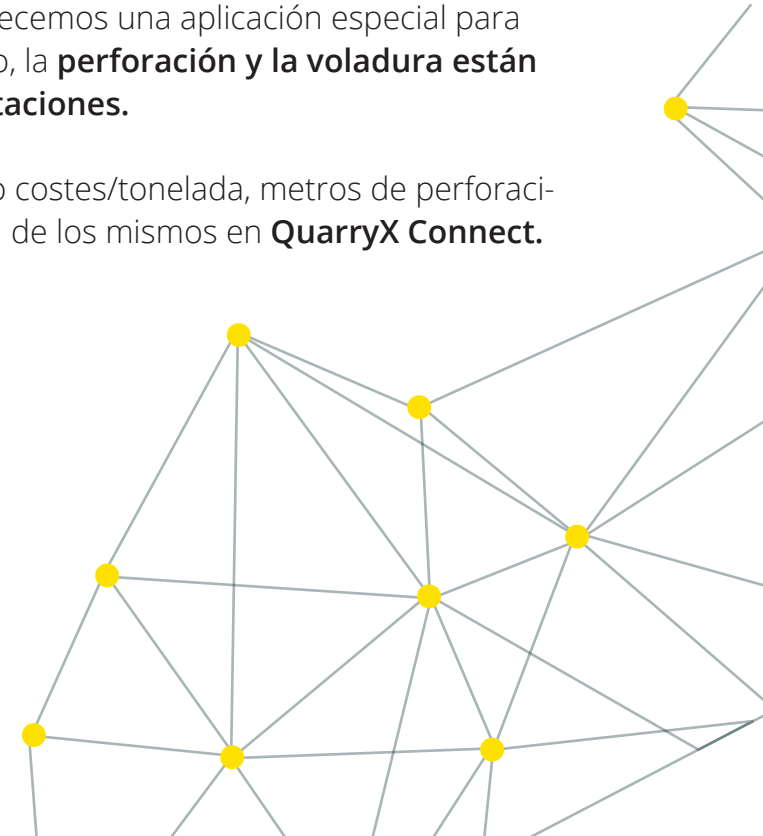 ecemos una aplicación especial para
o, la perforación y la voladura están
taciones.
o costes/tonelada, metros de perforaci-
de los mismos en QuarryX Connect.